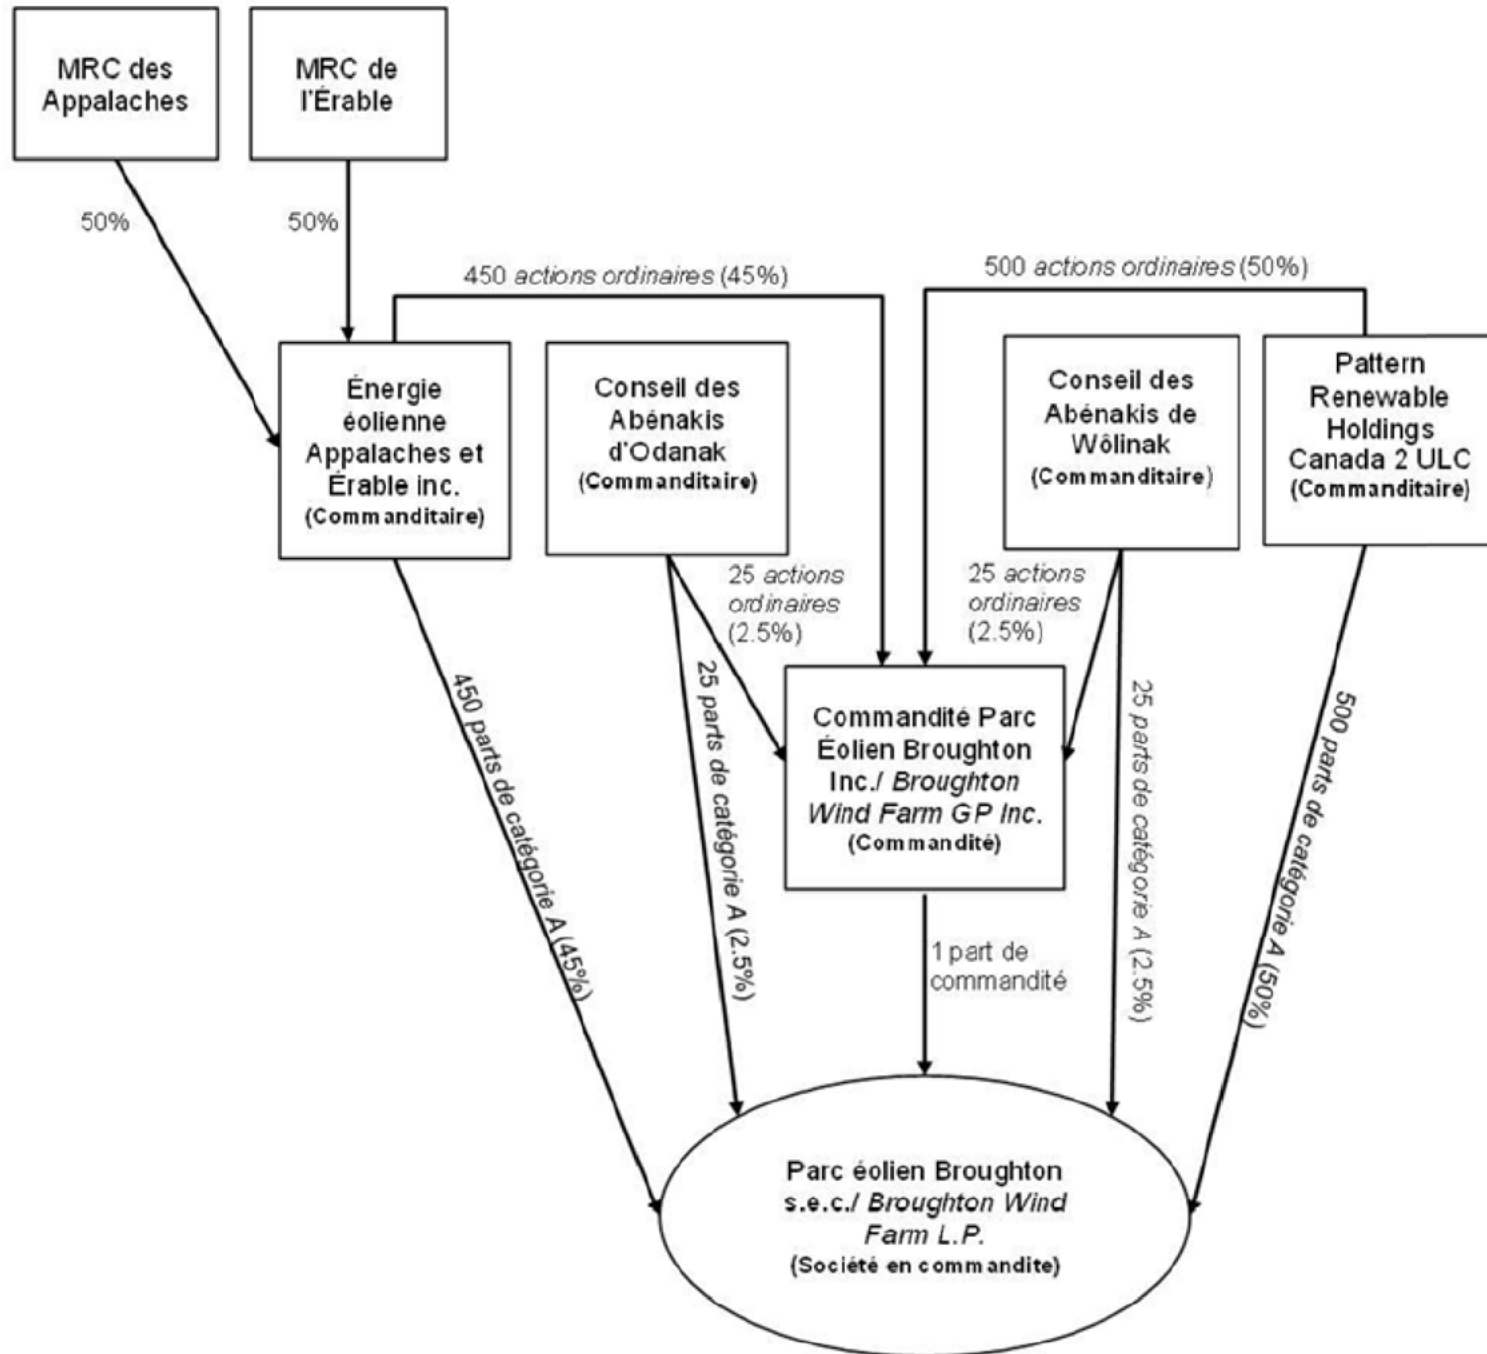 MRC des
Appalaches
MRC de
l'Érable
50%
50%
450 actions ordinaires (45%)
500 actions ordinaires (50%)
Énergie
éolienne
Appalaches et
Érable inc.
(Commanditaire)
Conseil des
Abénakis
d'Odanak
(Commanditaire)
Conseil des
Abénakis de
Wôlinak
(Commanditaire)
Pattern
Renewable
Holdings
Canada 2 ULC
(Commanditaire)
25 actions
ordinaires
(2.5%)
25 actions
ordinaires
(2.5%)
450 parts de catégorie A (45%)
25 parts de catégorie A (2.5%)
Commandité Parc
Éolien Broughton
Inc./ Broughton
Wind Farm GP Inc.
(Commandité)
25 parts de catégorie A (2.5%)
500 parts de catégorie A (50%)
1 part de
commandité
Parc éolien Broughton
s.e.c./ Broughton Wind
Farm L.P.
(Société en commandite)